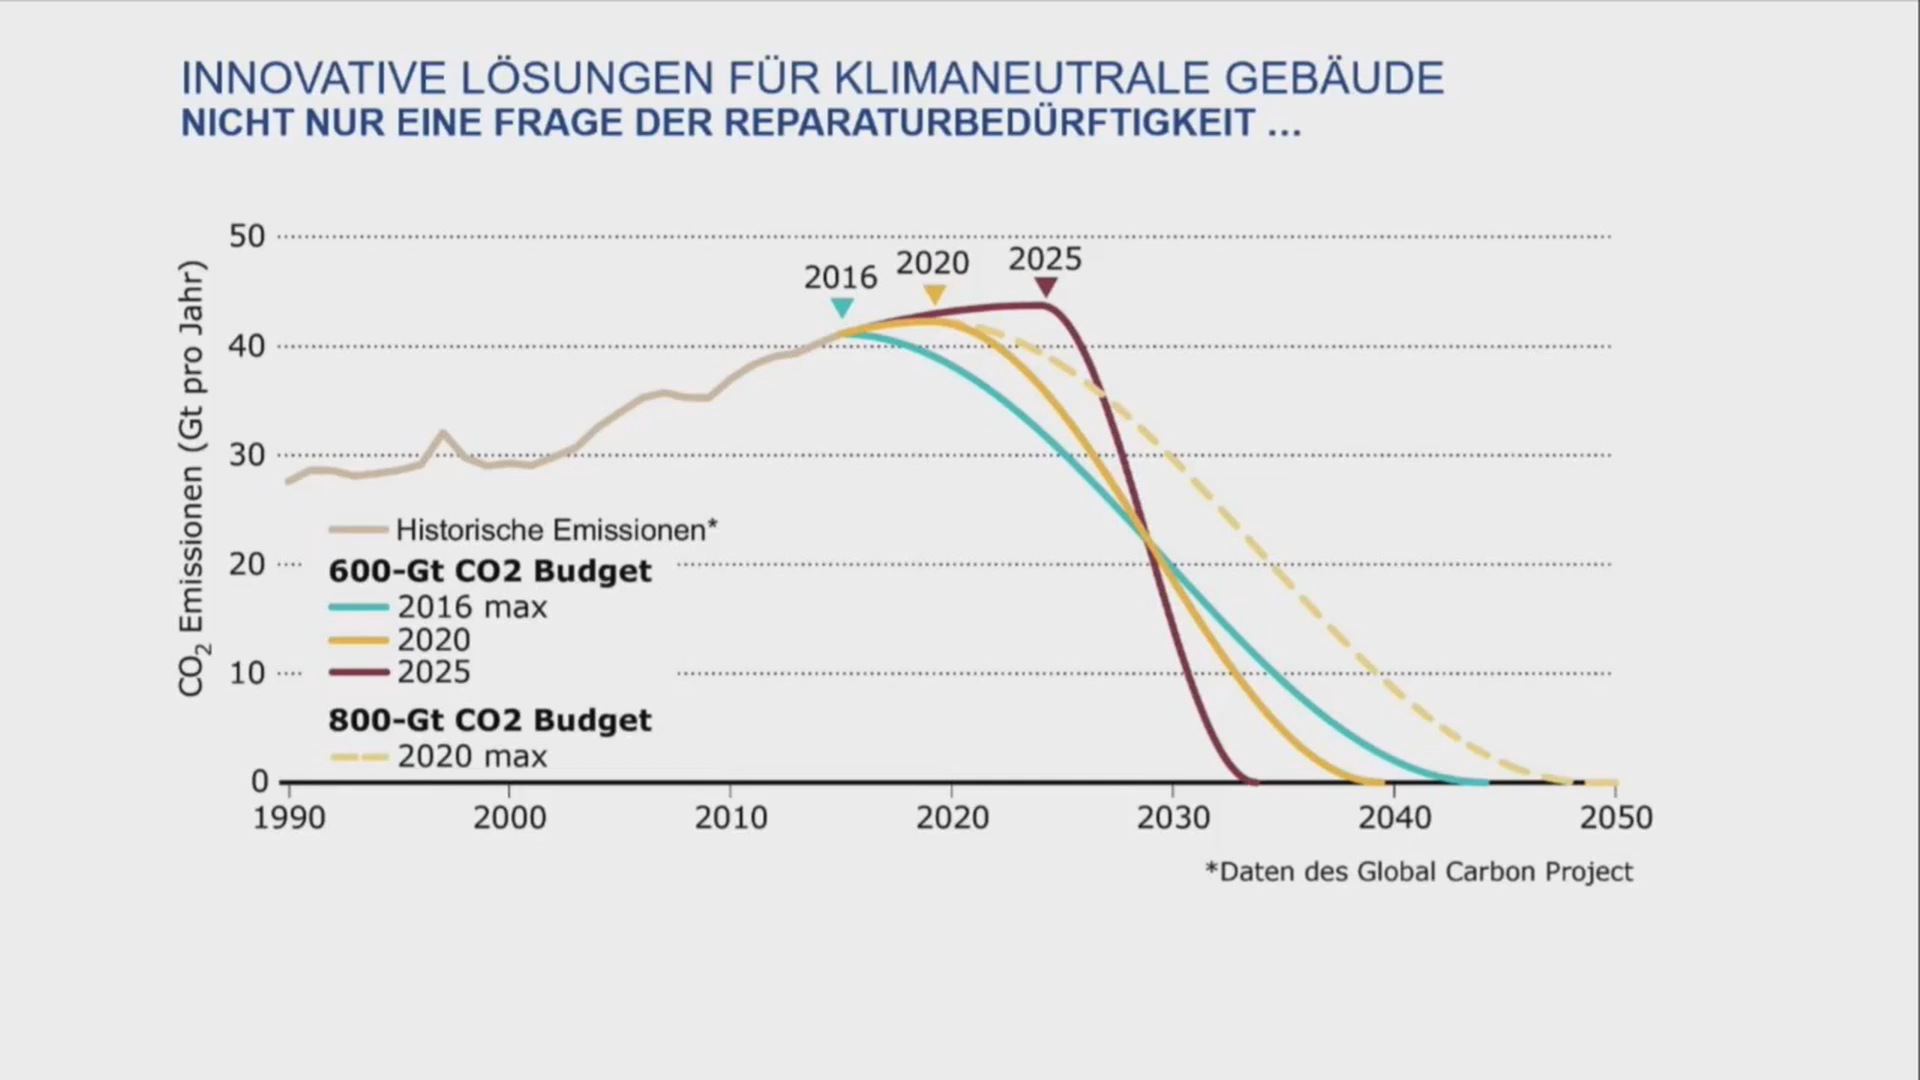 INNOVATIVE LÖSUNGEN FÜR KLIMANEUTRALE GEBÄUDE
NICHT NUR EINE FRAGE DER REPARATURBEDÜRFTIGKEIT ...
CO2 Emissionen (Gt pro Jahr)
50
40
30
20
10
0
2016
2020
2025
Historische Emissionen*
600-Gt CO2 Budget
2016 max
2020
2025
800-Gt CO2 Budget
2020 max
1990 2000 2010 2020 2030 2040 2050
*Daten des Global Carbon Project